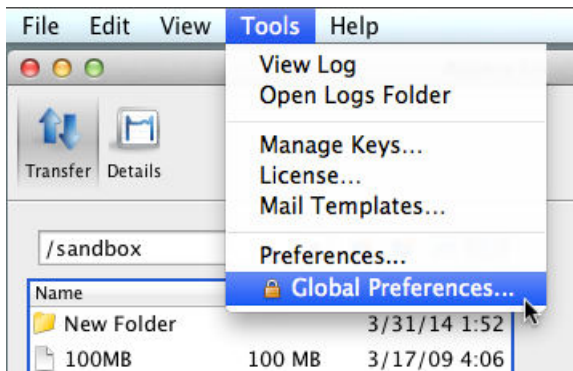 File Edit View Tools Help
View Log
Open Logs Folder
Manage Keys...
License...
Mail Templates...
Preferences...
Global Preferences...
Transfer Details
/sandbox
Name
New Folder 3/31/14 1:52
100MB 100 MB 3/17/09 4:06